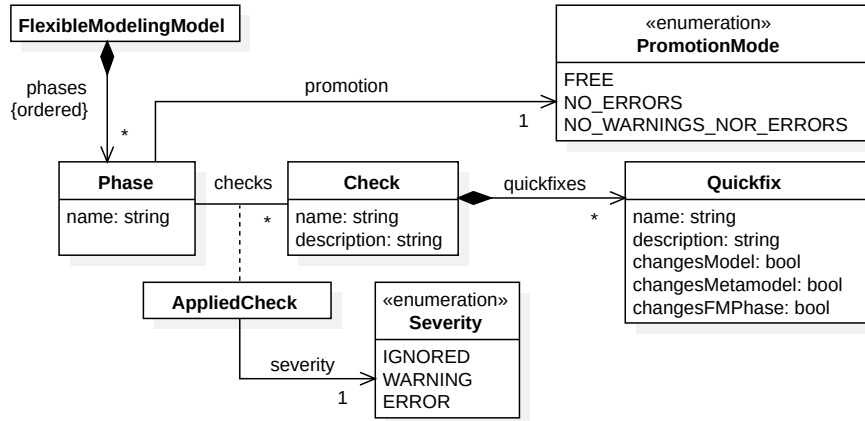 FlexibleModelingModel
phases
{ordered}
*
promotion
1
«enumeration»
PromotionMode
FREE
NO_ERRORS
NO_WARNINGS_NOR_ERRORS
Phase
name: string
checks
*
Check
name: string
description: string
quickfixes
*
Quickfix
name: string
description: string
changesModel: bool
changesMetamodel: bool
changesFMPhase: bool
AppliedCheck
severity
1
«enumeration»
Severity
IGNORED
WARNING
ERROR